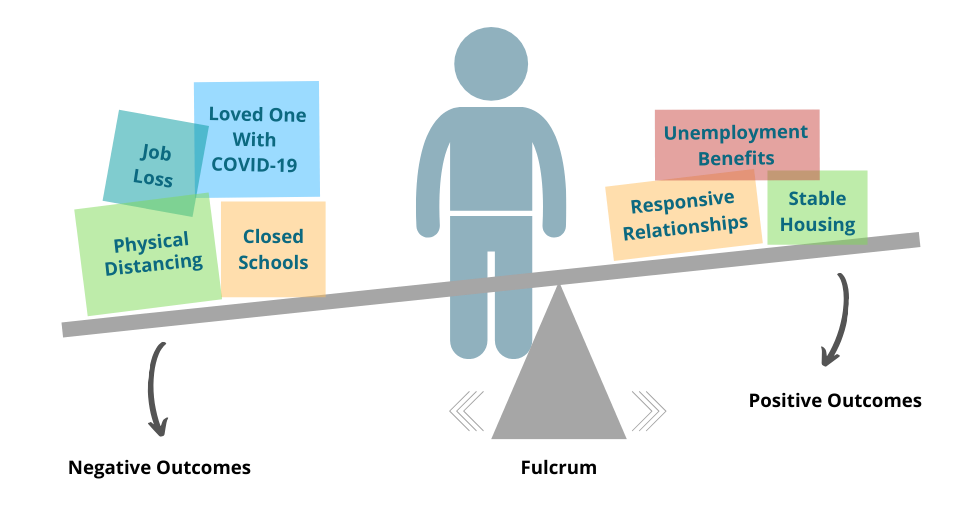 Loved One
With
COVID-19
Job
Loss
Physical
Distancing
Closed
Schools
Unemployment
Benefits
Responsive
Relationships
Stable
Housing
Negative Outcomes
Fulcrum
Positive Outcomes